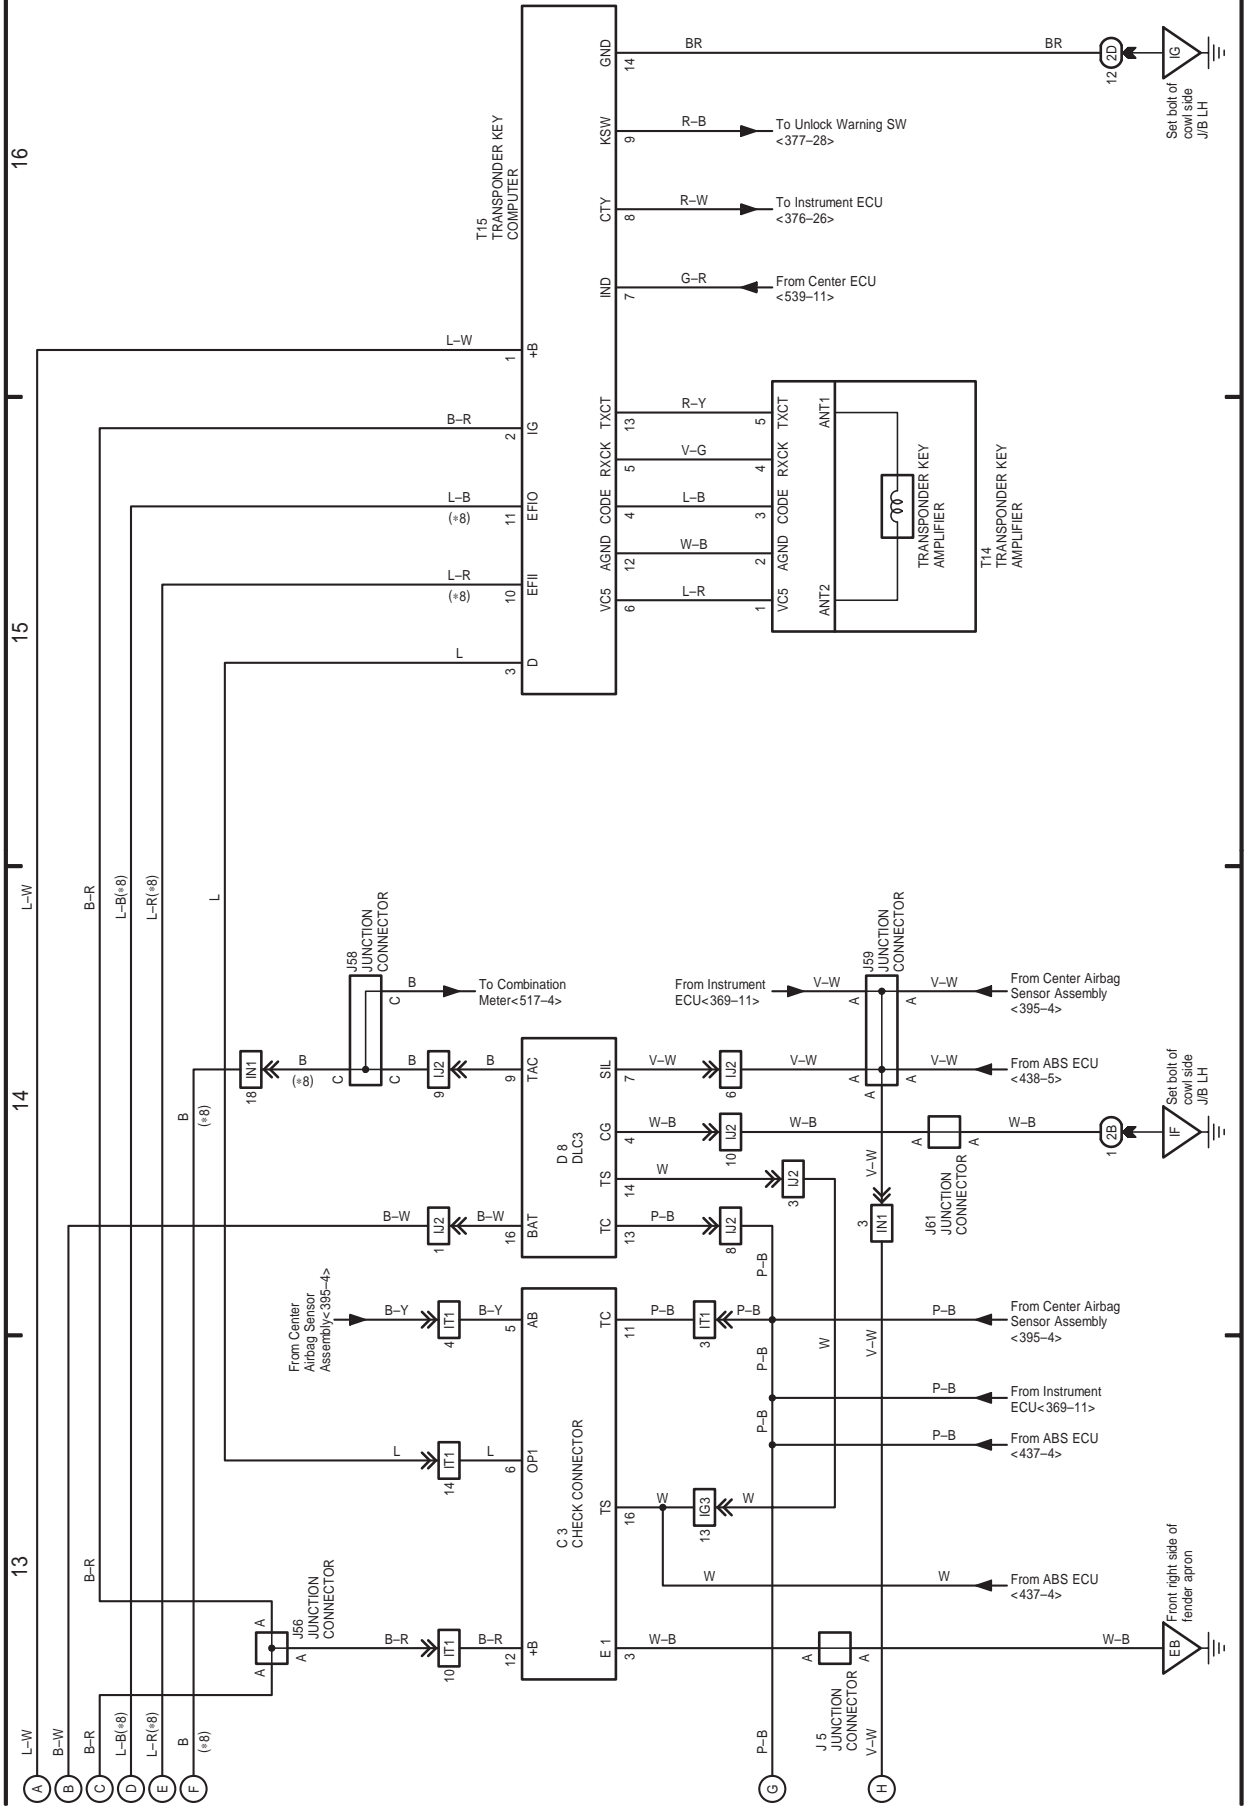 16
15
14
13
T15
TRANSPONDER KEY
COMPUTER
GND
14
BR
BR
12
2D
IG
Set bolt of
cowl side
J/B LH
KSW
9
R–B
To Unlock Warning SW
<377–28>
CTY
8
R–W
To Instrument ECU
<376–26>
IND
7
G–R
From Center ECU
<539–11>
L–W
1
+B
B–R
2
IG
L–B
(∗8)
11
EFIO
L–R
(∗8)
10
EFII
L
3
D
TXCT
13
R–Y
5
TXCT
RXCK
5
V–G
4
RXCK
CODE
4
L–B
3
CODE
AGND
12
W–B
2
AGND
VC5
6
L–R
1
VC5
ANT1
ANT2
TRANSPONDER KEY
AMPLIFIER
T14
TRANSPONDER KEY
AMPLIFIER
L–W
B–R
L–B(∗8)
L–R(∗8)
L
J58
JUNCTION
CONNECTOR
B
C
To Combination
Meter<517–4>
IN1
18
B
(∗8)
C
C
B
IJ2
9
B
9
TAC
B
(∗8)
D 8
DLC3
SIL
7
V–W
IJ2
6
V–W
A
From Instrument
ECU<369–11>
V–W
A
J59
JUNCTION
CONNECTOR
A
V–W
From Center Airbag
Sensor Assembly
<395–4>
A
V–W
From ABS ECU
<438–5>
A
V–W
3
IN1
V–W
CG
4
W–B
IJ2
10
W–B
A
A
J61
JUNCTION
CONNECTOR
W–B
1
2B
IF
Set bolt of
cowl side
J/B LH
TS
14
W
IJ2
3
W
TC
13
P–B
IJ2
8
P–B
B–W
IJ2
1
B–W
16
BAT
From Center
Airbag Sensor
Assembly<395–4>
B–Y
IT1
4
B–Y
5
AB
TC
11
P–B
IT1
3
P–B
P–B
From Center Airbag
Sensor Assembly
<395–4>
P–B
P–B
From Instrument
ECU<369–11>
P–B
P–B
From ABS ECU
<437–4>
L
IT1
14
L
6
OP1
C 3
CHECK CONNECTOR
TS
16
W
IG3
13
W
W
W
From ABS ECU
<437–4>
B–R
A
A
A
J56
JUNCTION
CONNECTOR
B–R
IT1
10
B–R
12
+B
E 1
3
W–B
A
A
J 5
JUNCTION
CONNECTOR
W–B
EB
Front right side of
fender apron
L–W
A
B–W
B
B–R
C
L–B(∗8)
D
L–R(∗8)
E
B
(∗8)
F
P–B
G
V–W
H